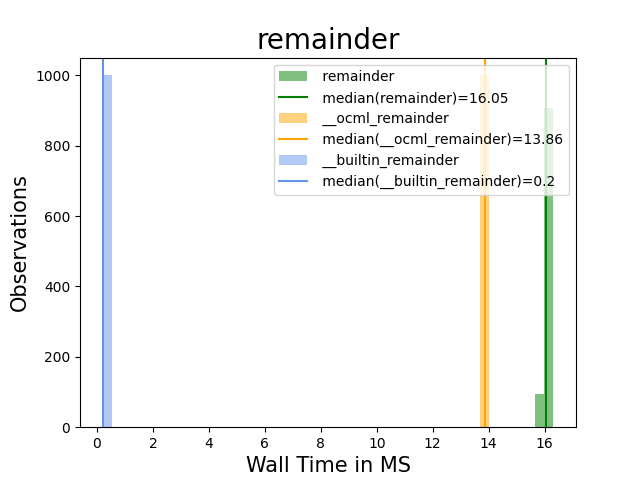 remainder
1000
800
600
400
200
0
Observations
remainder
median(remainder)=16.05
__ocml_remainder
median(__ocml_remainder)=13.86
__builtin_remainder
median(__builtin_remainder)=0.2
0 2 4 6 8 10 12 14 16
Wall Time in MS